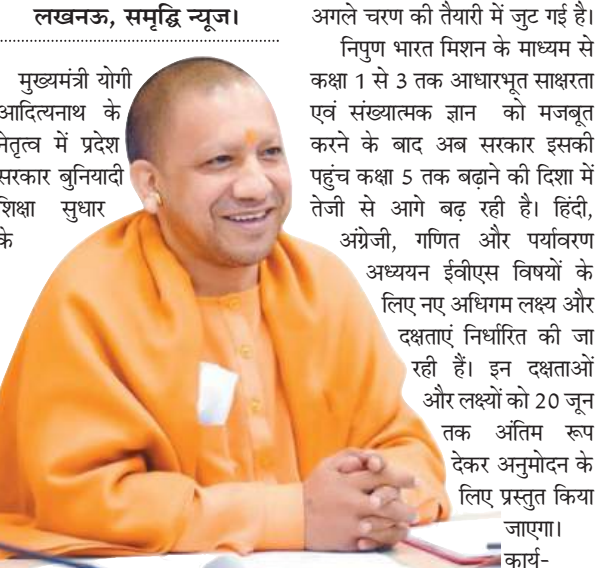 लखनऊ, समृद्धि न्यूज।
मुख्यमंत्री योगी
आदित्यनाथ के
नेतृत्व में प्रदेश
सरकार बुनियादी
शिक्षा सुधार
के
अगले चरण की तैयारी में जुट गई है।
निपुण भारत मिशन के माध्यम से
कक्षा 1 से 3 तक आधारभूत साक्षरता
एवं संख्यात्मक ज्ञान को मजबूत
करने के बाद अब सरकार इसकी
पहुंच कक्षा 5 तक बढ़ाने की दिशा में
तेजी से आगे बढ़ रही है। हिंदी,
अंग्रेजी, गणित और पर्यावरण
अध्ययन ईवीएस विषयों के
लिए नए अधिगम लक्ष्य और
दक्षताएं निर्धारित की जा
रही हैं। इन दक्षताओं
और लक्ष्यों को 20 जून
तक अंतिम रूप
देकर अनुमोदन के
लिए प्रस्तुत किया
जाएगा।
कार्य-